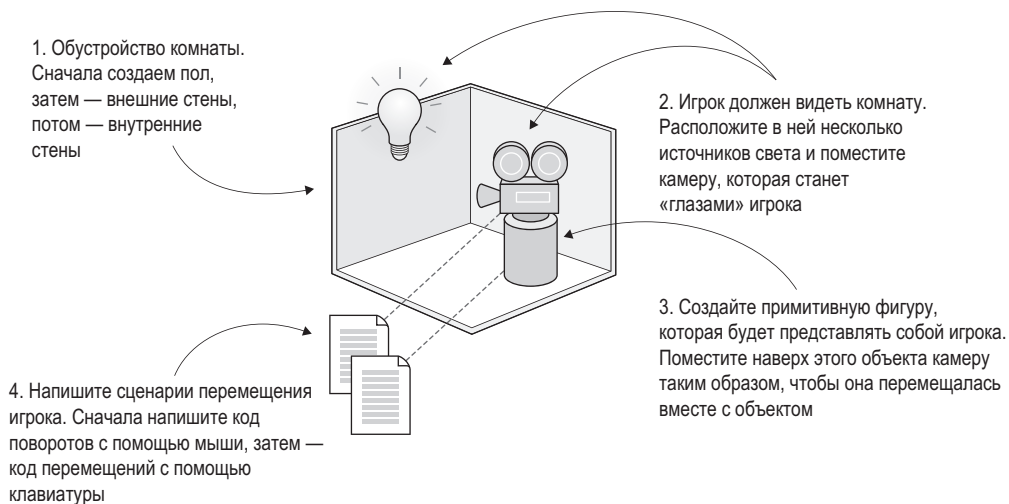 1. Обустройство комнаты.
Сначала создаем пол,
затем — внешние стены,
потом — внутренние
стены
2. Игрок должен видеть комнату.
Расположите в ней несколько
источников света и поместите
камеру, которая станет
«глазами» игрока
3. Создайте примитивную фигуру,
которая будет представлять собой игрока.
Поместите наверх этого объекта камеру
таким образом, чтобы она перемещалась
вместе с объектом
4. Напишите сценарии перемещения
игрока. Сначала напишите код
поворотов с помощью мыши, затем —
код перемещений с помощью
клавиатуры